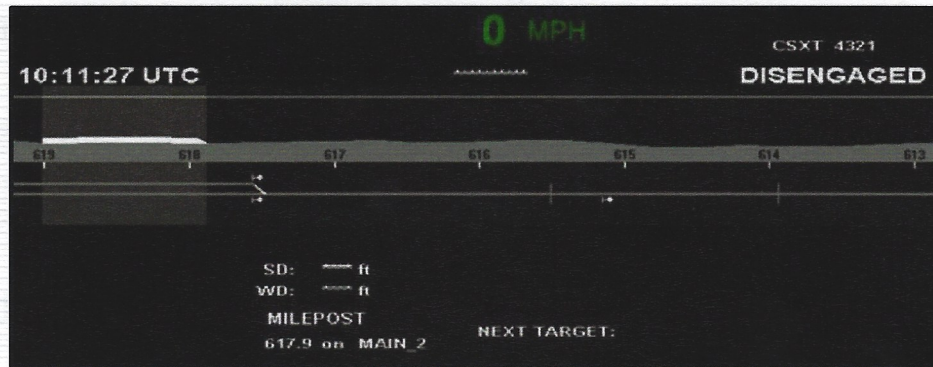 0 MPH
CSXT 4321
10:11:27 UTC
DISENGAGED
619 618 617 616 615 614 613
SD: ft
WD: ft
MILEPOST
617.9 on MAIN_2
NEXT TARGET: